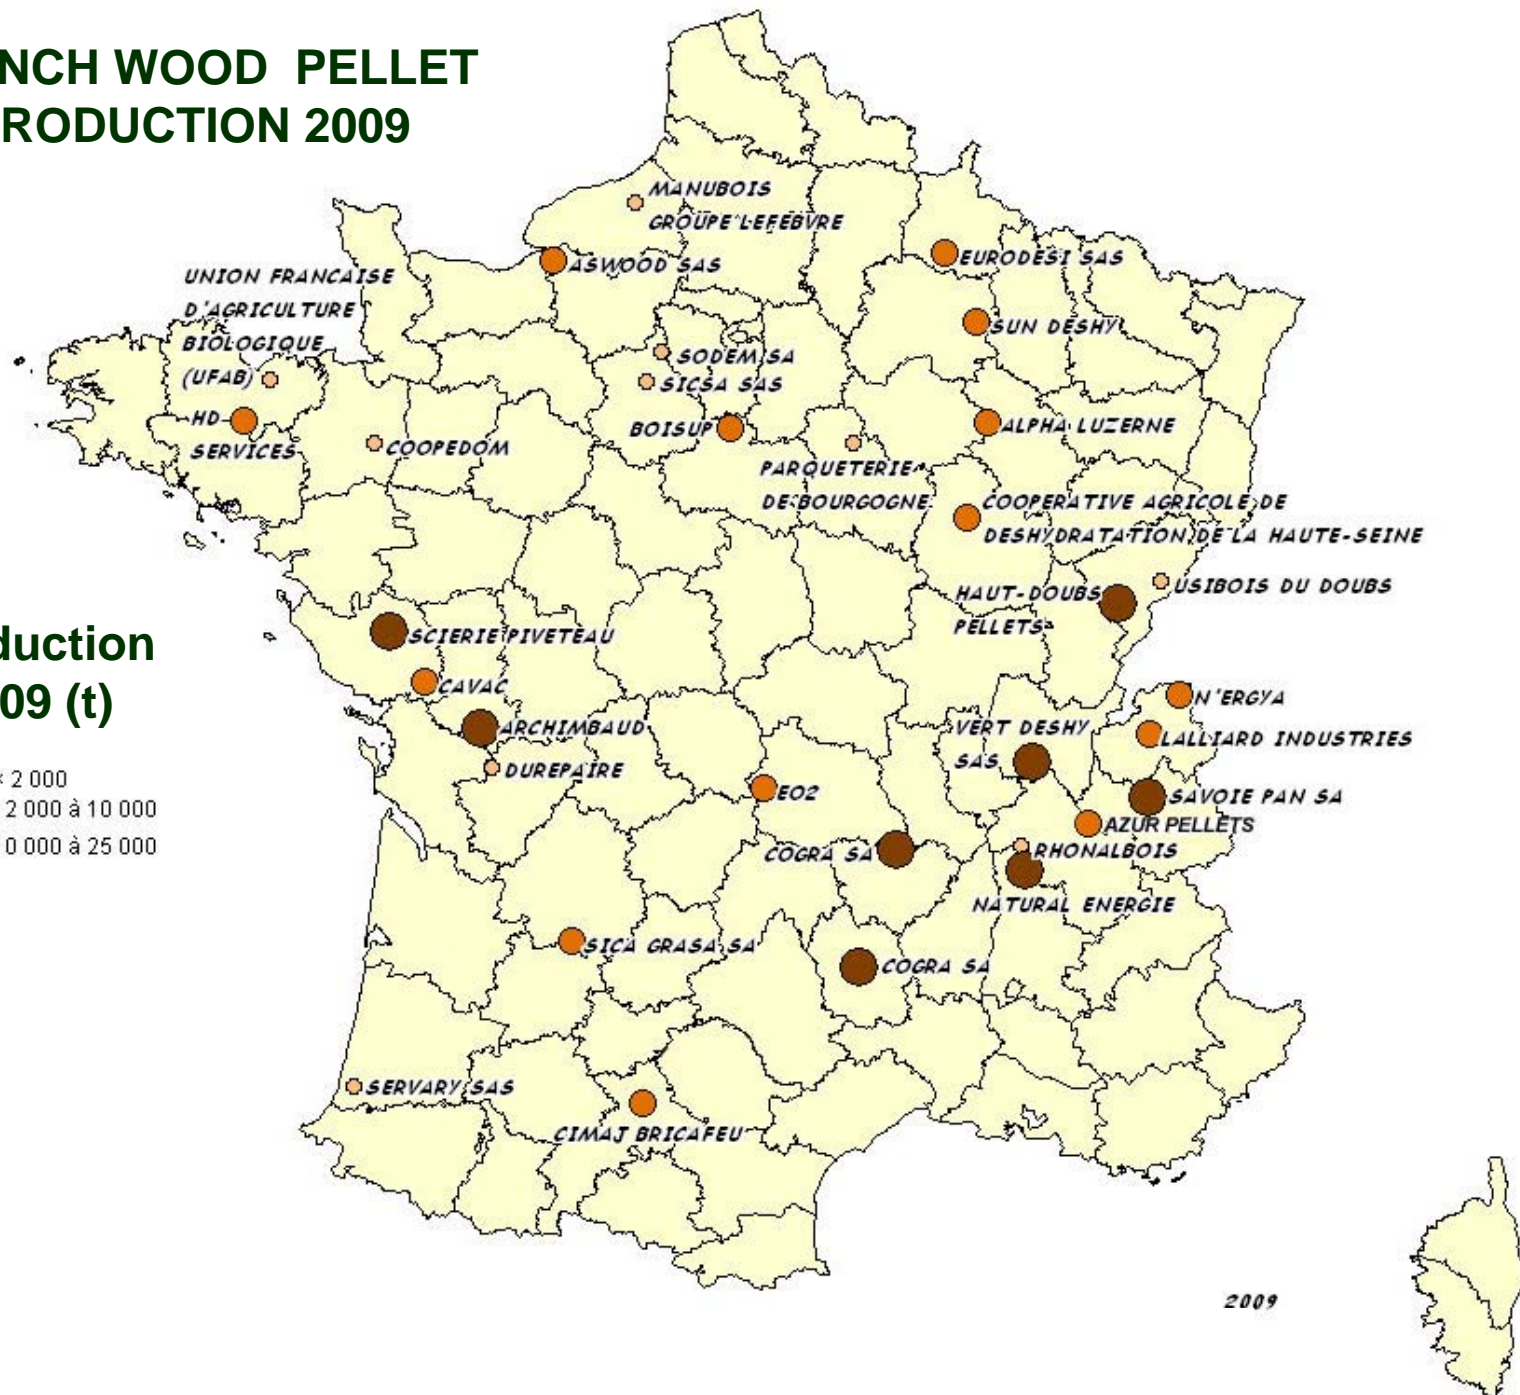 NCH WOOD PELLET
RODUCTION 2009
MANUBOIS
GROUPE LEFEBVRE
ASWOOD SAS
EURODESI SAS
UNION FRANCAISE
D'AGRICULTURE
BIOLOGIQUE
(UFAB)
SUN DESHY
SODEM SA
SICSA SAS
HD
SERVICES
COOPEDOM
BOISUP
ALPHA LUZERNE
PARQUETERIE
DE BOURGOGNE
COOPERATIVE AGRICOLE DE
DESHYDRATATION DE LA HAUTE-SEINE
HAUT-DOUBS
PELLETS
USIBOIS DU DOUBS
duction
09 (t)
< 2 000
2 000 à 10 000
0 000 à 25 000
SCIERIE PIVETEAU
CAVAC
ARCHIMBAUD
DUREPAIRE
N'ERGYA
VERT DESHY
SAS
LALLIARD INDUSTRIES
EO2
SAVOIE PAN SA
AZUR PELLETS
COGRA SA
RHONALBOIS
NATURAL ENERGIE
SICA GRASA SA
COGRA SA
SERVARY SAS
CIMAJ BRICAFEU
2009